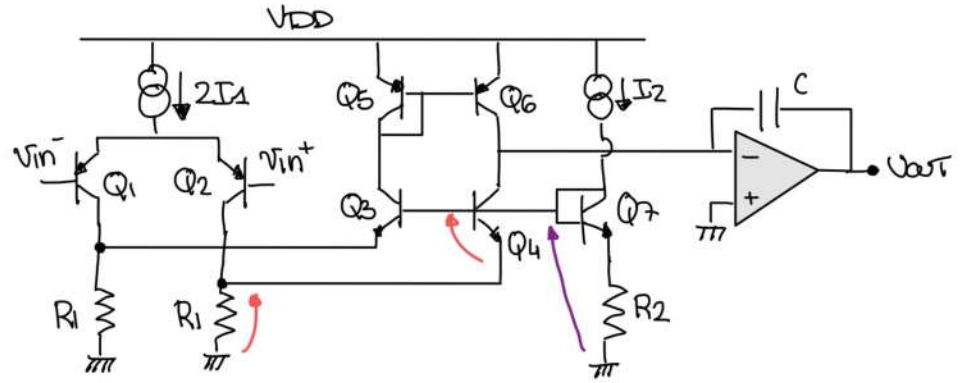 VDD
2I1
Q5
Q6
I2
C
Vin-
Q1
Q2
Vin+
-
+
Vout
Q3
Q4
Q7
R1
R1
R2